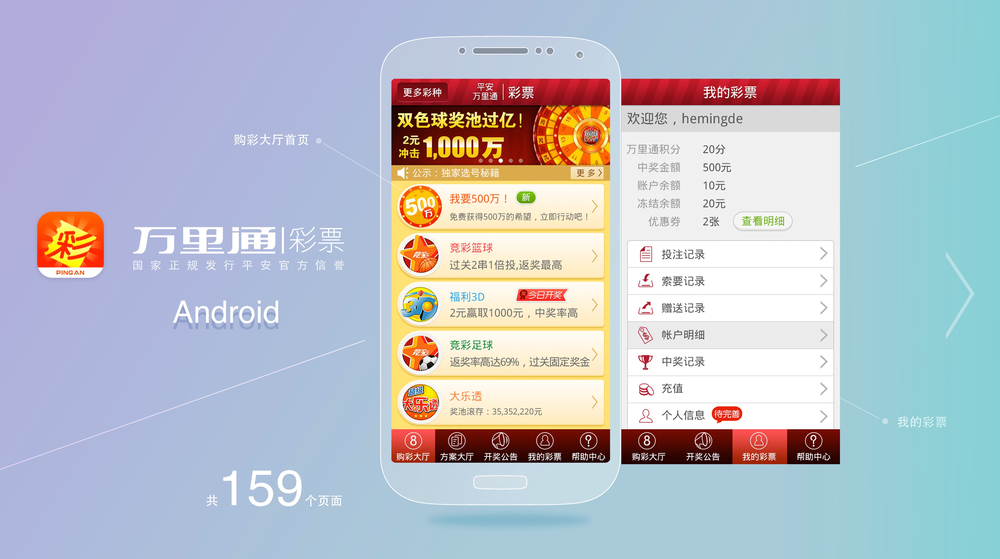 购彩大厅首页
彩
PINGAN
万里通|彩票
国家正规发行平安官方信誉
Android
共159个页面
更多彩种
平安
万里通
彩票
双色球奖池过亿！
2元
冲击
1,000万
双色球
公示：独家选号秘籍
更多
500万
我要500万！
新
免费获得500万的希望，立即行动吧！
竞彩
竞彩篮球
过关2串1倍投,返奖最高
3D
福利3D
奖
今日开奖
2元赢取1000元，中奖率高
竞彩
竞彩足球
返奖率高达69%，过关固定奖金
超级
大乐透
大乐透
奖池滚存：35,352,220元
8
购彩大厅
方案大厅
开奖公告
我的彩票
?
帮助中心
我的彩票
欢迎您，hemingde
万里通积分 20分
中奖金额 500元
账户余额 10元
冻结余额 20元
优惠券 2张
查看明细
投注记录
索要记录
赠送记录
帐户明细
中奖记录
充值
个人信息
待完善
8
购彩大厅
开奖公告
我的彩票
?
帮助中心
我的彩票